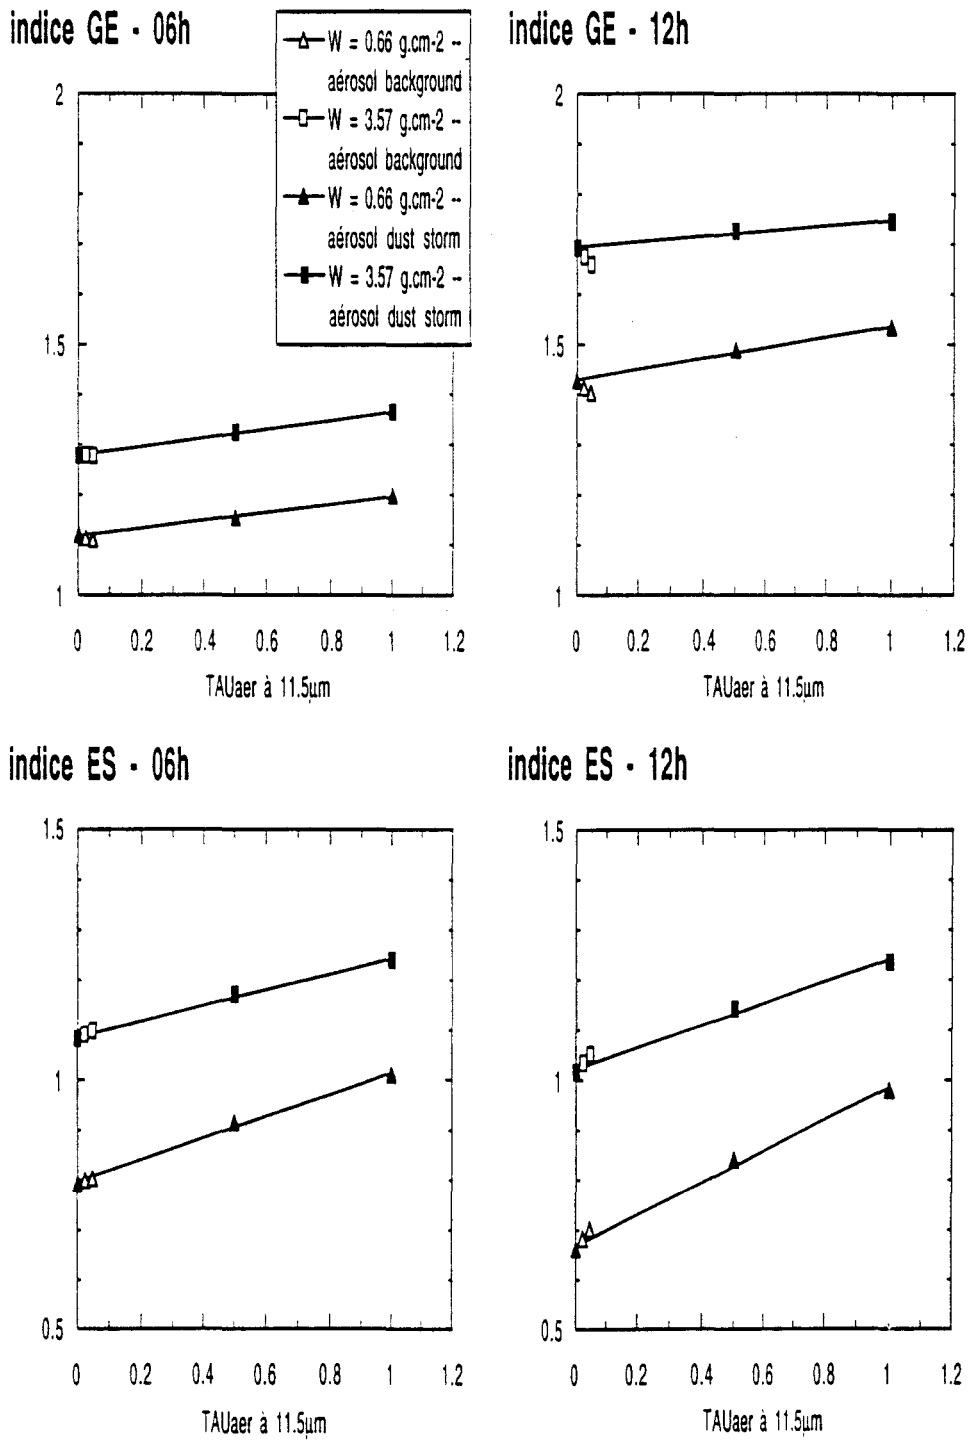 indice GE - 06h
W = 0.66 g.cm-2 --
aérosol background
W = 3.57 g.cm-2 --
aérosol background
W = 0.66 g.cm-2 --
aérosol dust storm
W = 3.57 g.cm-2 --
aérosol dust storm
2
1.5
1
0 0.2 0.4 0.6 0.8 1 1.2
TAUaer à 11.5µm
indice GE - 12h
2
1.5
1
0 0.2 0.4 0.6 0.8 1 1.2
TAUaer à 11.5µm
indice ES - 06h
1.5
1
0.5
0 0.2 0.4 0.6 0.8 1 1.2
TAUaer à 11.5µm
indice ES - 12h
1.5
1
0.5
0 0.2 0.4 0.6 0.8 1 1.2
TAUaer à 11.5µm